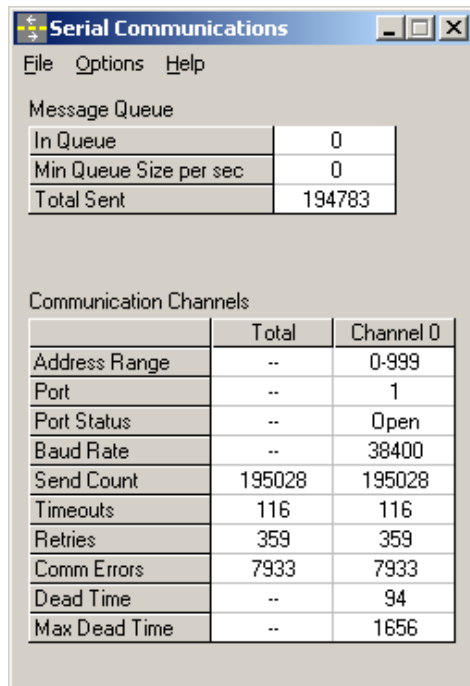 Serial Communications
File Options Help
Message Queue
In Queue 0
Min Queue Size per sec 0
Total Sent 194783
Communication Channels
Total Channel 0
Address Range -- 0-999
Port -- 1
Port Status -- Open
Baud Rate -- 38400
Send Count 195028 195028
Timeouts 116 116
Retries 359 359
Comm Errors 7933 7933
Dead Time -- 94
Max Dead Time -- 1656